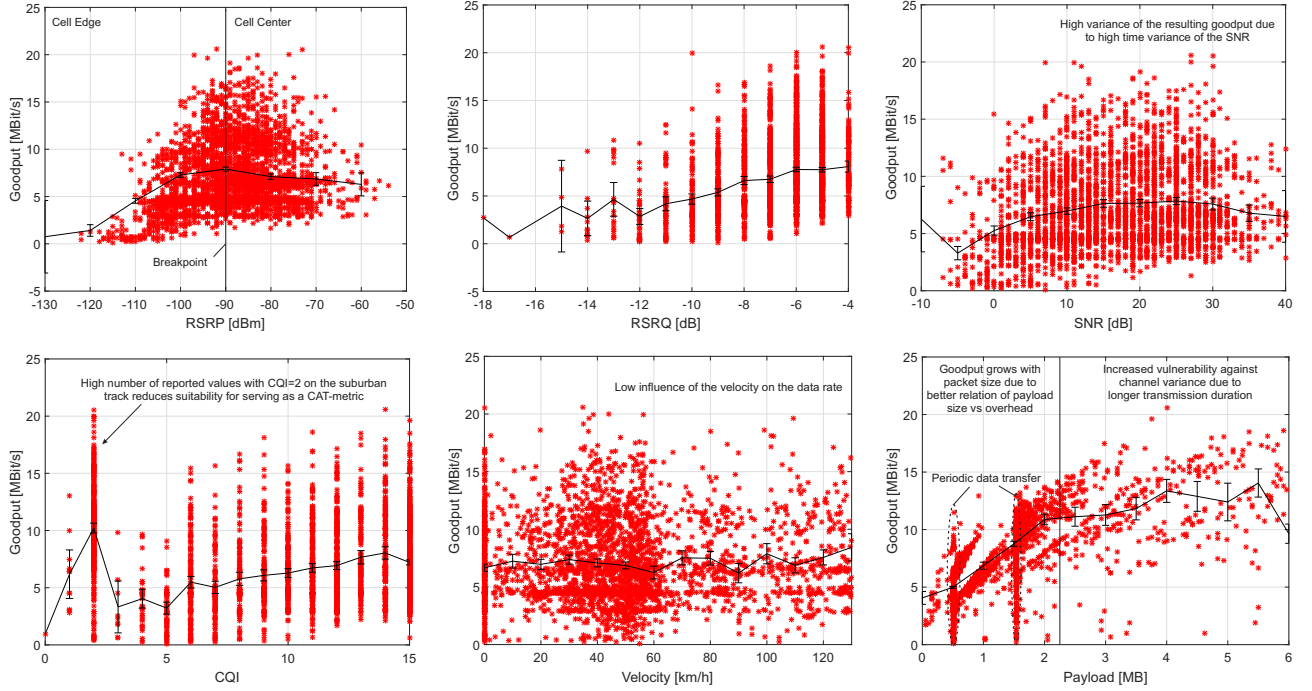 Cell Edge
Cell Center
Breakpoint
25
20
15
10
5
0
-5
-130
-120
-110
-100
-90
-80
-70
-60
-50
Goodput [MBit/s]
RSRP [dBm]
25
20
15
10
5
0
-5
-18
-16
-14
-12
-10
-8
-6
-4
Goodput [MBit/s]
RSRQ [dB]
High variance of the resulting goodput due
to high time variance of the SNR
25
20
15
10
5
0
-10
0
10
20
30
40
Goodput [MBit/s]
SNR [dB]
High number of reported values with CQI=2 on the suburban
track reduces suitability for serving as a CAT-metric
25
20
15
10
5
0
0
5
10
15
Goodput [MBit/s]
CQI
Low influence of the velocity on the data rate
25
20
15
10
5
0
0
20
40
60
80
100
120
Goodput [MBit/s]
Velocity [km/h]
Goodput grows with
packet size due to
better relation of payload
size vs overhead
Increased vulnerability against
channel variance due to
longer transmission duration
Periodic data transfer
25
20
15
10
5
0
0
1
2
3
4
5
6
Goodput [MBit/s]
Payload [MB]